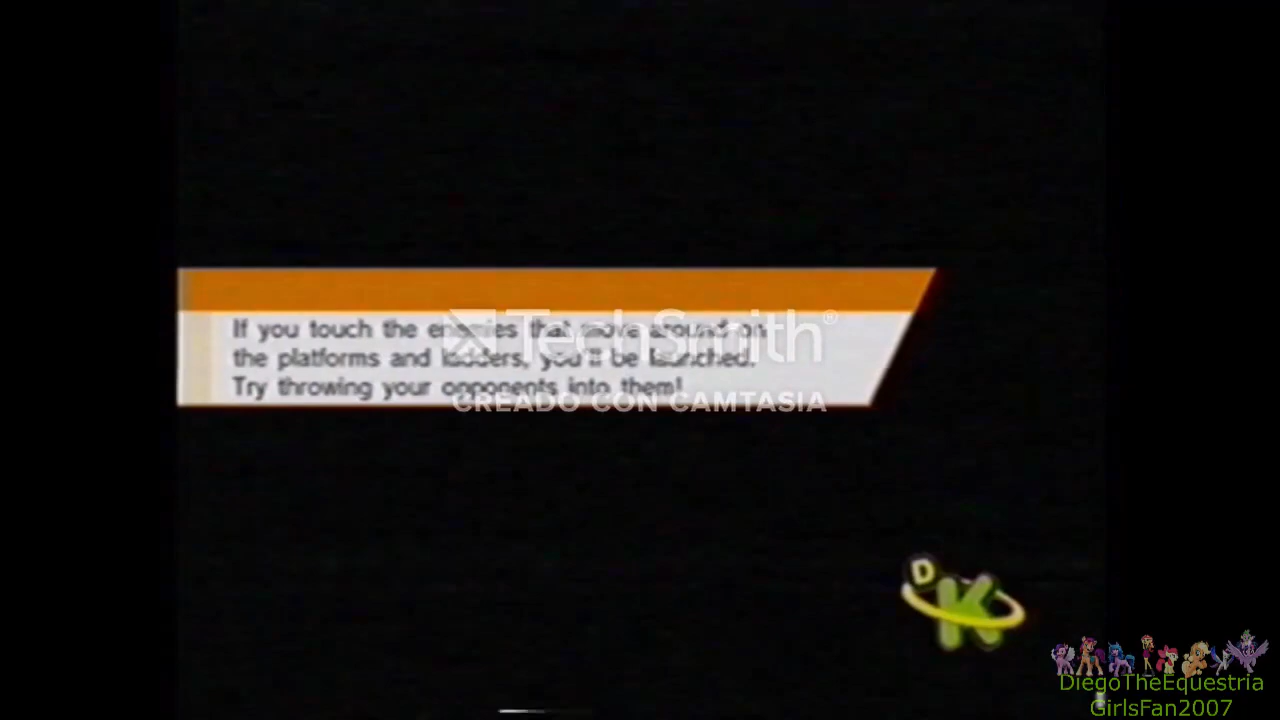 If you touch the enemies that move around on
the platforms and ladders, you'll be launched.
Try throwing your opponents into them!
TechSmith®
CREADO CON CAMTASIA
D
K
DiegoTheEquestria
GirlsFan2007